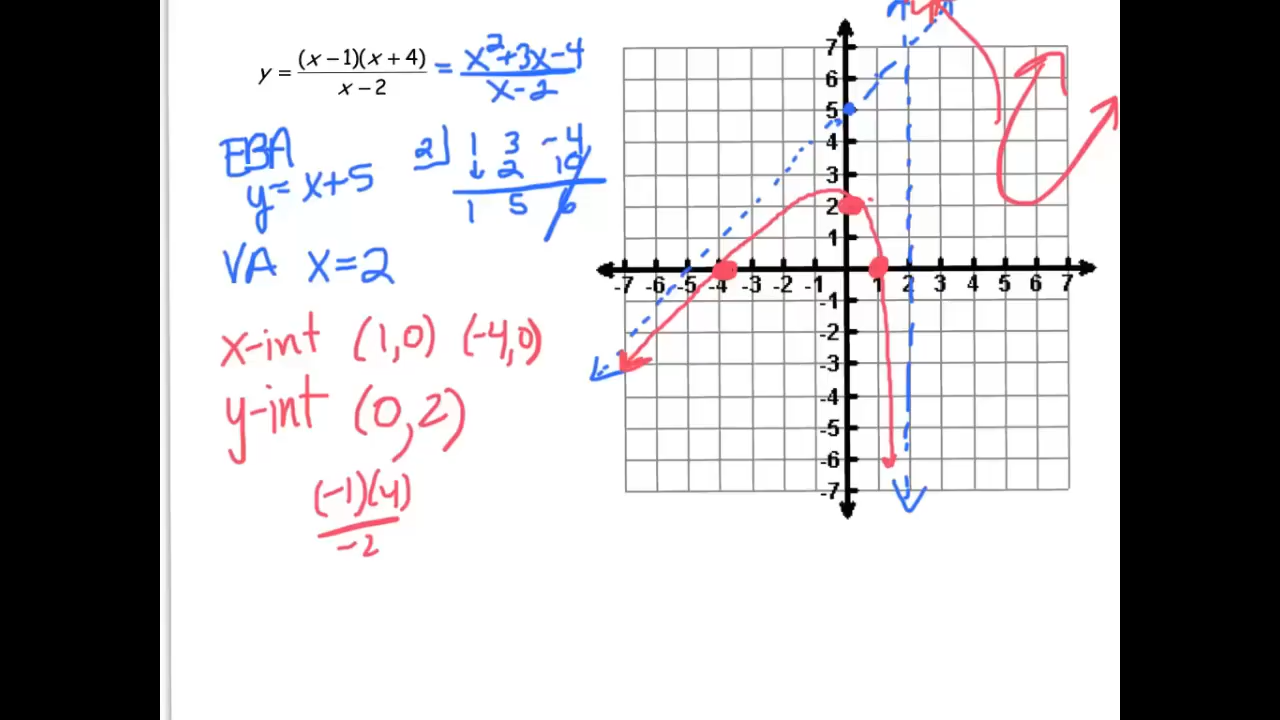 y = (x − 1)(x + 4) / x − 2 = x²+3x−4 / x−2
EBA
y = x+5
2⌋ 1 3 −4
↓ 2 10
1 5 6
VA x=2
x-int (1,0) (-4,0)
y-int (0,2)
(-1)(4)
-2
7
6
5
4
3
2
1
-7 -6 -5 -4 -3 -2 -1 1 2 3 4 5 6 7
-1
-2
-3
-4
-5
-6
-7